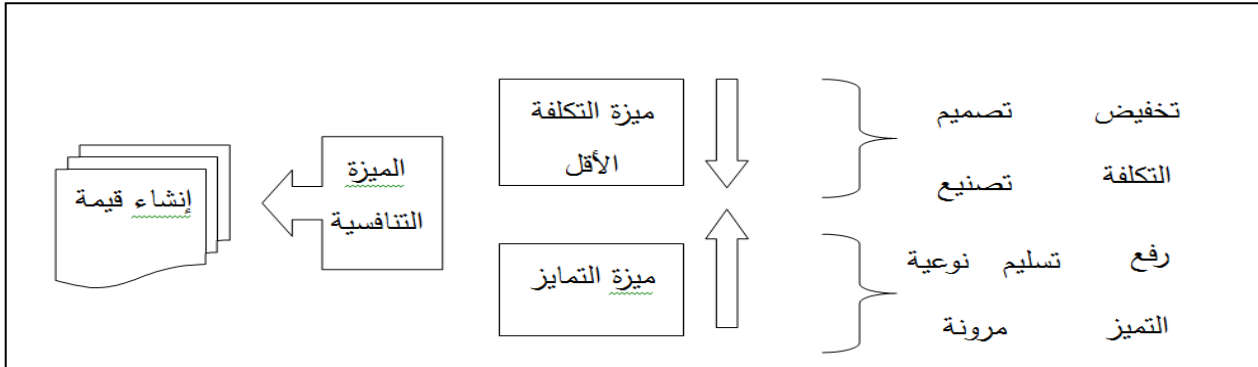 تخفيض
التكلفة
تصميم
تصنيع
رفع
التميز
تسليم نوعية
مرونة
ميزة التكلفة
الأقل
ميزة التمايز
الميزة
التنافسية
إنشاء قيمة